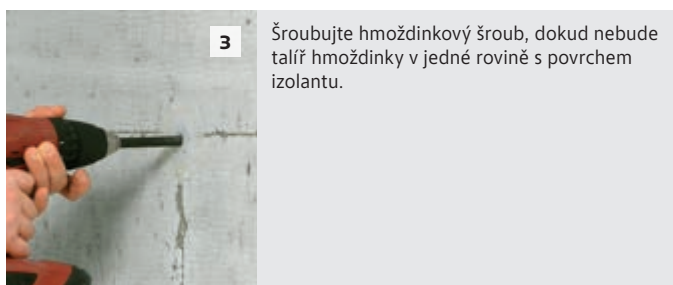 3
Šroubujte hmoždinkový šroub, dokud nebude
talíř hmoždinky v jedné rovině s povrchem
izolantu.